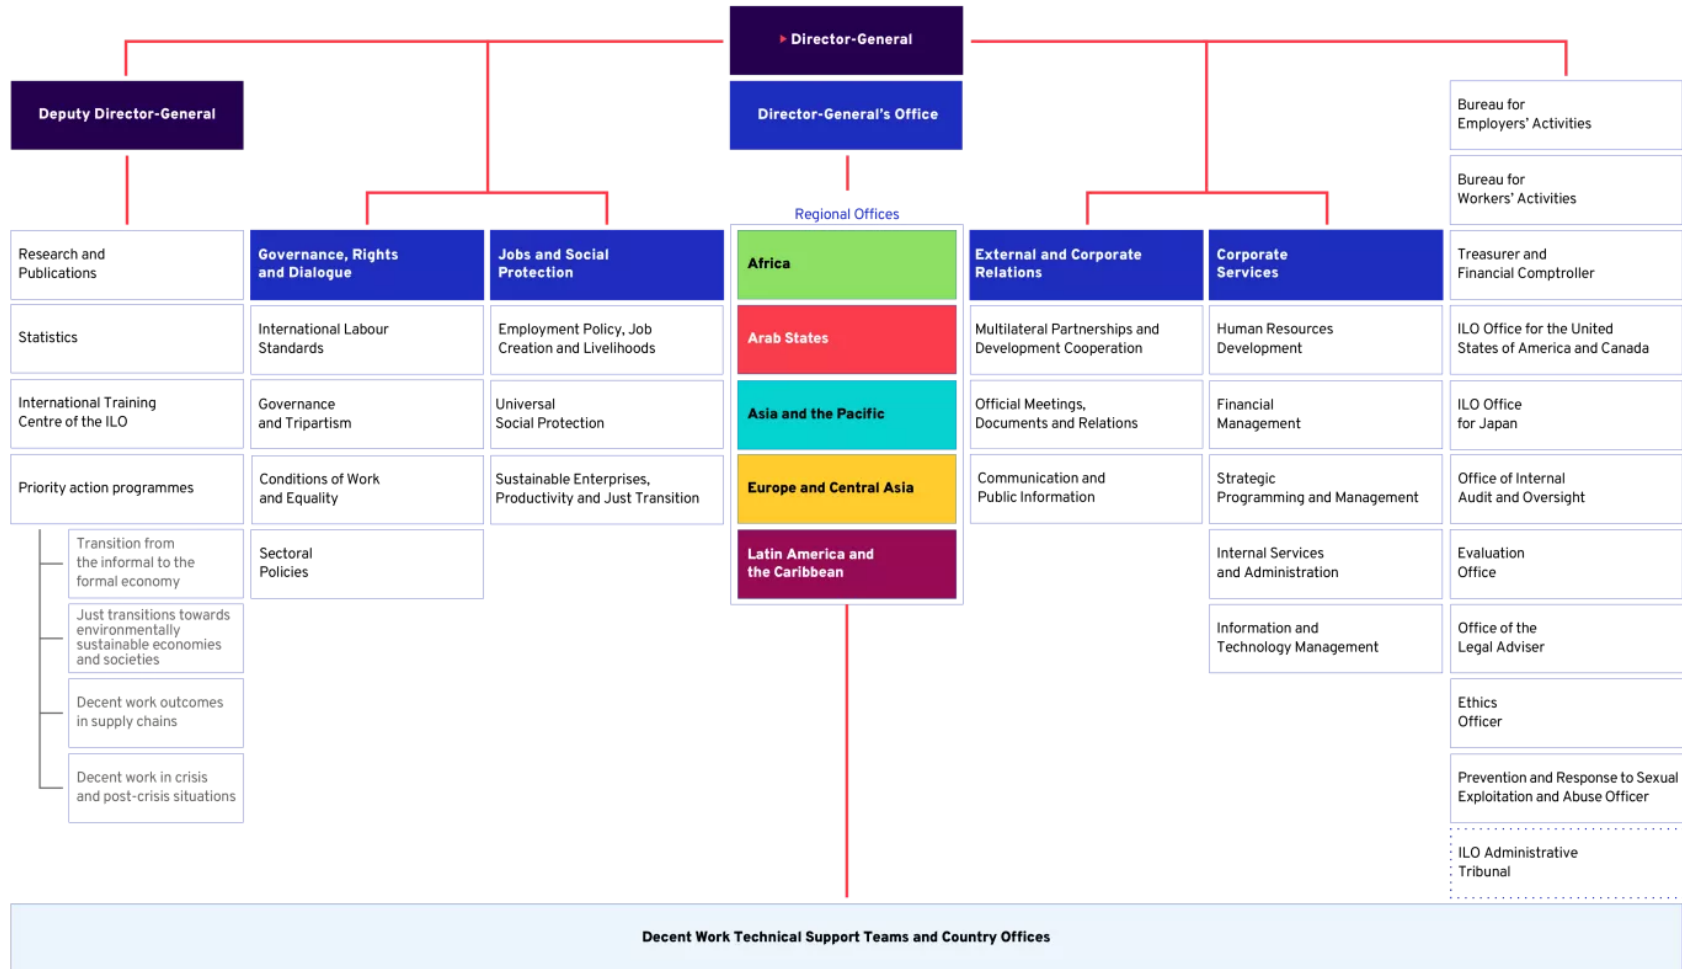 Director-General
Deputy Director-General
Director-General's Office
Regional Offices
Research and
Publications
Statistics
International Training
Centre of the ILO
Priority action programmes
Transition from
the informal to the
formal economy
Just transitions towards
environmentally
sustainable economies
and societies
Decent work outcomes
in supply chains
Decent work in crisis
and post-crisis situations
Governance, Rights
and Dialogue
International Labour
Standards
Governance
and Tripartism
Conditions of Work
and Equality
Sectoral
Policies
Jobs and Social
Protection
Employment Policy, Job
Creation and Livelihoods
Universal
Social Protection
Sustainable Enterprises,
Productivity and Just Transition
Africa
Arab States
Asia and the Pacific
Europe and Central Asia
Latin America and
the Caribbean
External and Corporate
Relations
Multilateral Partnerships and
Development Cooperation
Official Meetings,
Documents and Relations
Communication and
Public Information
Corporate
Services
Human Resources
Development
Financial
Management
Strategic
Programming and Management
Internal Services
and Administration
Information and
Technology Management
Bureau for
Employers' Activities
Bureau for
Workers' Activities
Treasurer and
Financial Comptroller
ILO Office for the United
States of America and Canada
ILO Office
for Japan
Office of Internal
Audit and Oversight
Evaluation
Office
Office of the
Legal Adviser
Ethics
Officer
Prevention and Response to Sexual
Exploitation and Abuse Officer
ILO Administrative
Tribunal
Decent Work Technical Support Teams and Country Offices